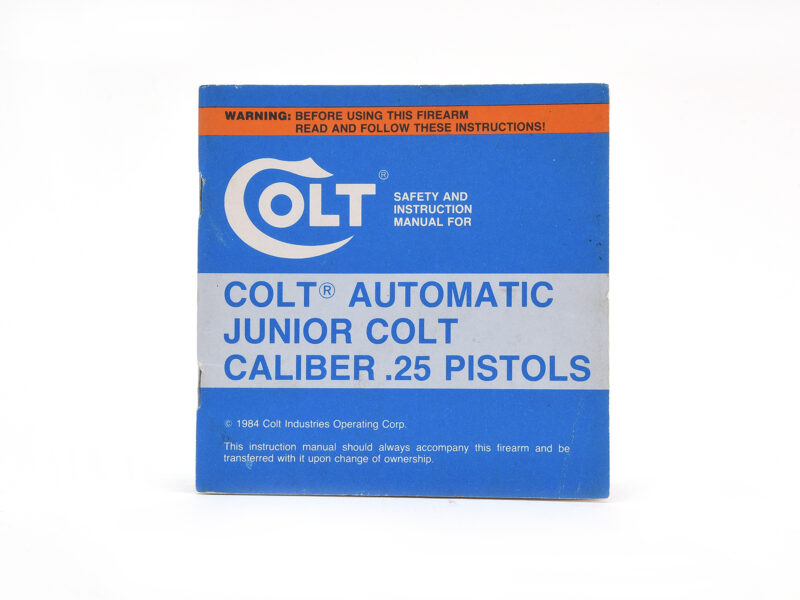 WARNING: BEFORE USING THIS FIREARM
READ AND FOLLOW THESE INSTRUCTIONS!
COLT®
SAFETY AND
INSTRUCTION
MANUAL FOR
COLT® AUTOMATIC
JUNIOR COLT
CALIBER .25 PISTOLS
© 1984 Colt Industries Operating Corp.
This instruction manual should always accompany this firearm and be
transferred with it upon change of ownership.